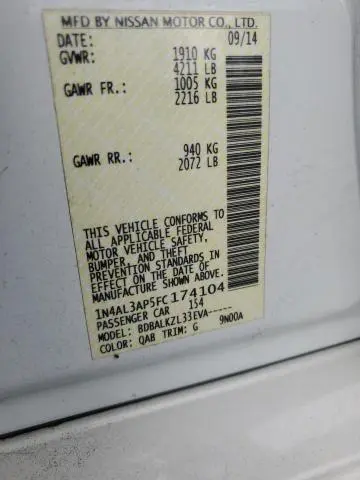 MFD BY NISSAN MOTOR CO., LTD.
DATE: 09/14
GVWR: 1910 KG
4211 LB
GAWR FR.: 1005 KG
2216 LB
GAWR RR.: 940 KG
2072 LB
THIS VEHICLE CONFORMS TO
ALL APPLICABLE FEDERAL
MOTOR VEHICLE SAFETY,
BUMPER, AND THEFT
PREVENTION STANDARDS IN
EFFECT ON THE DATE OF
MANUFACTURE SHOWN ABOVE.
1N4AL3AP5FC174104
PASSENGER CAR 154
MODEL: BDBALKZL33EVA-----
COLOR: QAB TRIM: G 9N00A